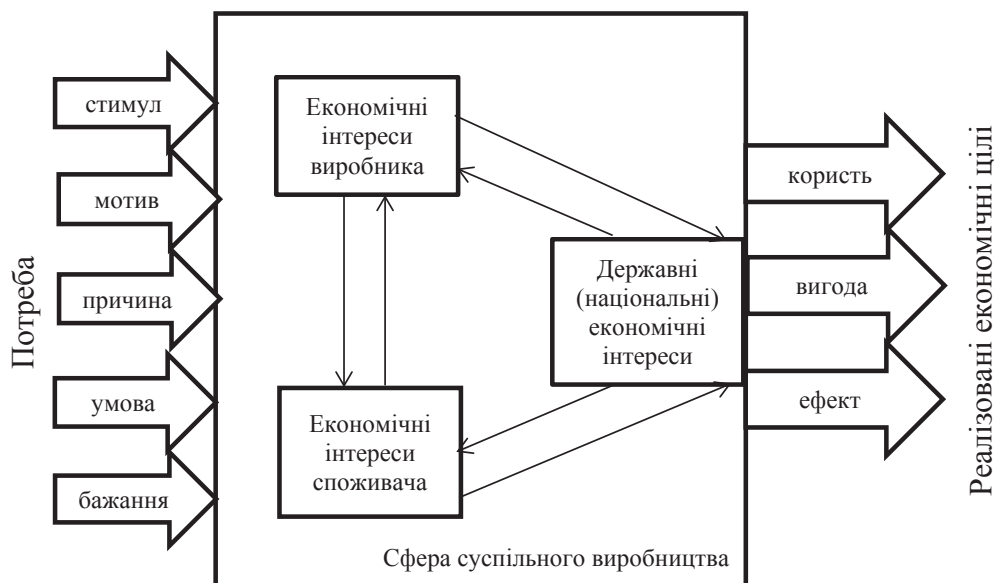 Потреба
стимул
мотив
причина
умова
бажання
Економічні
інтереси
виробника
Державні
(національні)
економічні
інтереси
Економічні
інтереси
споживача
Сфера суспільного виробництва
користь
вигода
ефект
Реалізовані економічні цілі